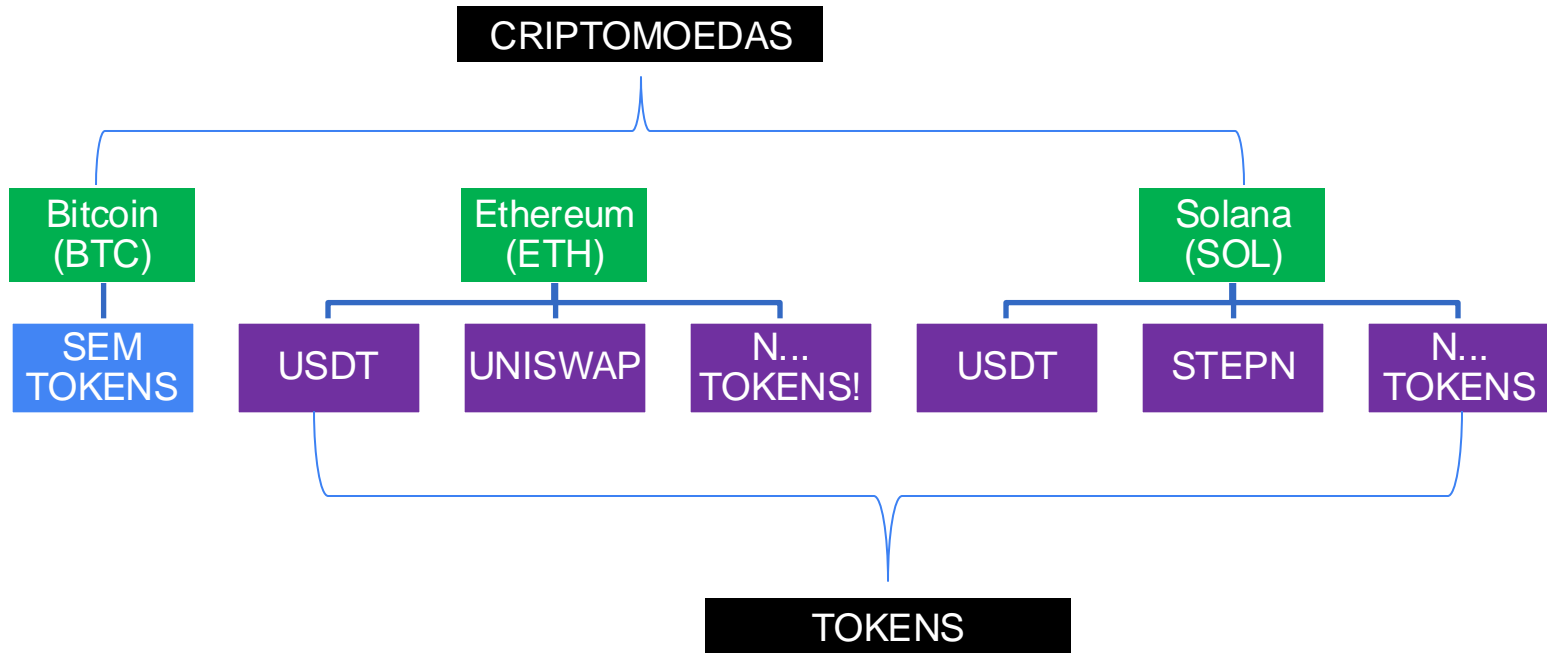 CRIPTOMOEDAS
Bitcoin
(BTC)
Ethereum
(ETH)
Solana
(SOL)
SEM
TOKENS
USDT
UNISWAP
N...
TOKENS!
USDT
STEPN
N...
TOKENS
TOKENS